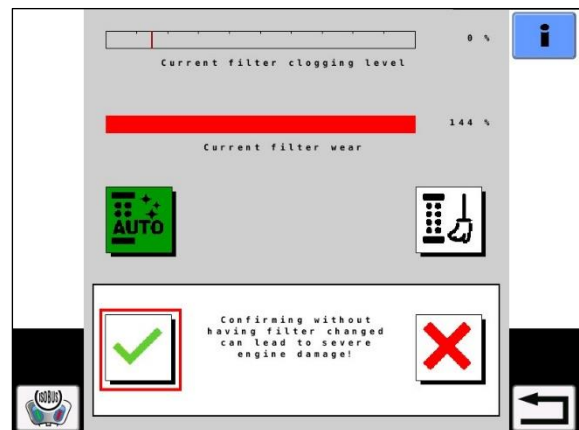 0 %
i
Current filter clogging level
144 %
Current filter wear
AUTO
Confirming without
having filter changed
can lead to severe
engine damage!
ISOBUS